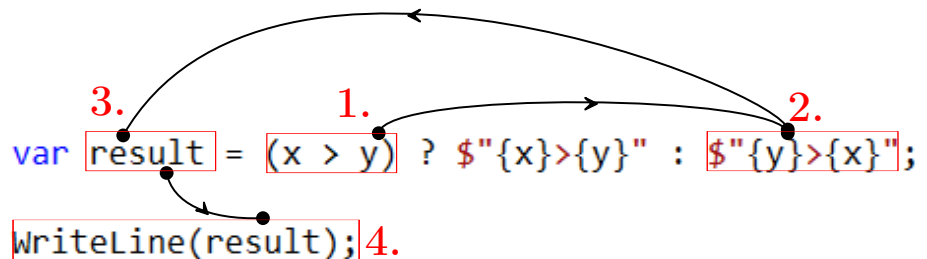 3. 1. 2.
var result = (x > y) ? $"{x}>{y}" : $"{y}>{x}";
WriteLine(result); 4.